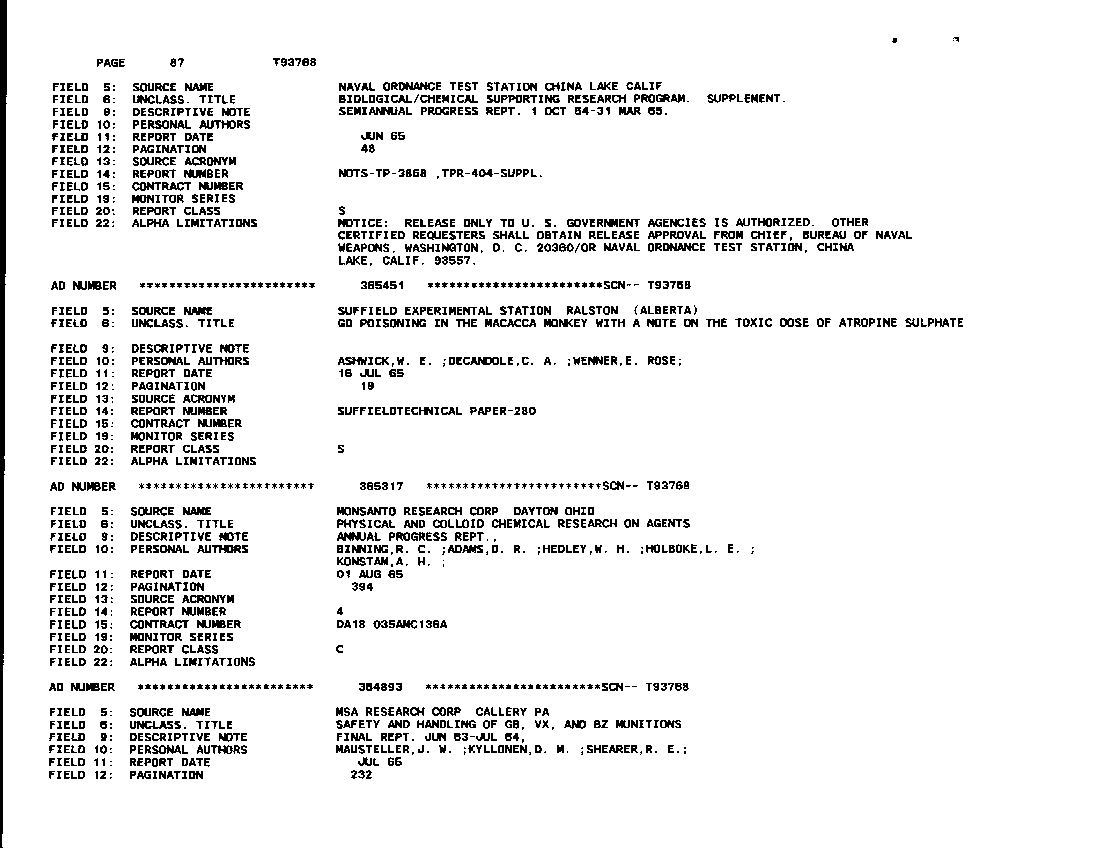 PAGE 87 T93768
FIELD 5: SOURCE NAME NAVAL ORDNANCE TEST STATION CHINA LAKE CALIF
FIELD 6: UNCLASS. TITLE BIOLOGICAL/CHEMICAL SUPPORTING RESEARCH PROGRAM. SUPPLEMENT.
FIELD 9: DESCRIPTIVE NOTE SEMIANNUAL PROGRESS REPT. 1 OCT 64-31 MAR 65.
FIELD 10: PERSONAL AUTHORS
FIELD 11: REPORT DATE JUN 65
FIELD 12: PAGINATION 48
FIELD 13: SOURCE ACRONYM
FIELD 14: REPORT NUMBER NOTS-TP-3868 ,TPR-404-SUPPL.
FIELD 15: CONTRACT NUMBER
FIELD 19: MONITOR SERIES
FIELD 20: REPORT CLASS S
FIELD 22: ALPHA LIMITATIONS NOTICE: RELEASE ONLY TO U. S. GOVERNMENT AGENCIES IS AUTHORIZED. OTHER
CERTIFIED REQUESTERS SHALL OBTAIN RELEASE APPROVAL FROM CHIEF, BUREAU OF NAVAL
WEAPONS, WASHINGTON, D. C. 20360/OR NAVAL ORDNANCE TEST STATION, CHINA
LAKE, CALIF. 93557.
AD NUMBER ************************ 365451 ************************SCN-- T93768
FIELD 5: SOURCE NAME SUFFIELD EXPERIMENTAL STATION RALSTON (ALBERTA)
FIELD 6: UNCLASS. TITLE GD POISONING IN THE MACACCA MONKEY WITH A NOTE ON THE TOXIC DOSE OF ATROPINE SULPHATE
FIELD 9: DESCRIPTIVE NOTE
FIELD 10: PERSONAL AUTHORS ASHWICK,W. E. ;DECANDOLE,C. A. ;WENNER,E. ROSE;
FIELD 11: REPORT DATE 16 JUL 65
FIELD 12: PAGINATION 19
FIELD 13: SOURCE ACRONYM
FIELD 14: REPORT NUMBER SUFFIELDTECHNICAL PAPER-280
FIELD 15: CONTRACT NUMBER
FIELD 19: MONITOR SERIES
FIELD 20: REPORT CLASS S
FIELD 22: ALPHA LIMITATIONS
AD NUMBER ************************ 365317 ************************SCN-- T93768
FIELD 5: SOURCE NAME MONSANTO RESEARCH CORP DAYTON OHIO
FIELD 6: UNCLASS. TITLE PHYSICAL AND COLLOID CHEMICAL RESEARCH ON AGENTS
FIELD 9: DESCRIPTIVE NOTE ANNUAL PROGRESS REPT.,
FIELD 10: PERSONAL AUTHORS BINNING,R. C. ;ADAMS,D. R. ;HEDLEY,W. H. ;HOLBOKE,L. E. ;
KONSTAM,A. H. ;
FIELD 11: REPORT DATE 01 AUG 65
FIELD 12: PAGINATION 394
FIELD 13: SOURCE ACRONYM
FIELD 14: REPORT NUMBER 4
FIELD 15: CONTRACT NUMBER DA18 035AMC136A
FIELD 19: MONITOR SERIES
FIELD 20: REPORT CLASS C
FIELD 22: ALPHA LIMITATIONS
AD NUMBER ************************ 364893 ************************SCN-- T93768
FIELD 5: SOURCE NAME MSA RESEARCH CORP CALLERY PA
FIELD 6: UNCLASS. TITLE SAFETY AND HANDLING OF GB, VX, AND BZ MUNITIONS
FIELD 9: DESCRIPTIVE NOTE FINAL REPT. JUN 63-JUL 64,
FIELD 10: PERSONAL AUTHORS MAUSTELLER,J. W. ;KYLLONEN,D. M. ;SHEARER,R. E.;
FIELD 11: REPORT DATE JUL 65
FIELD 12: PAGINATION 232